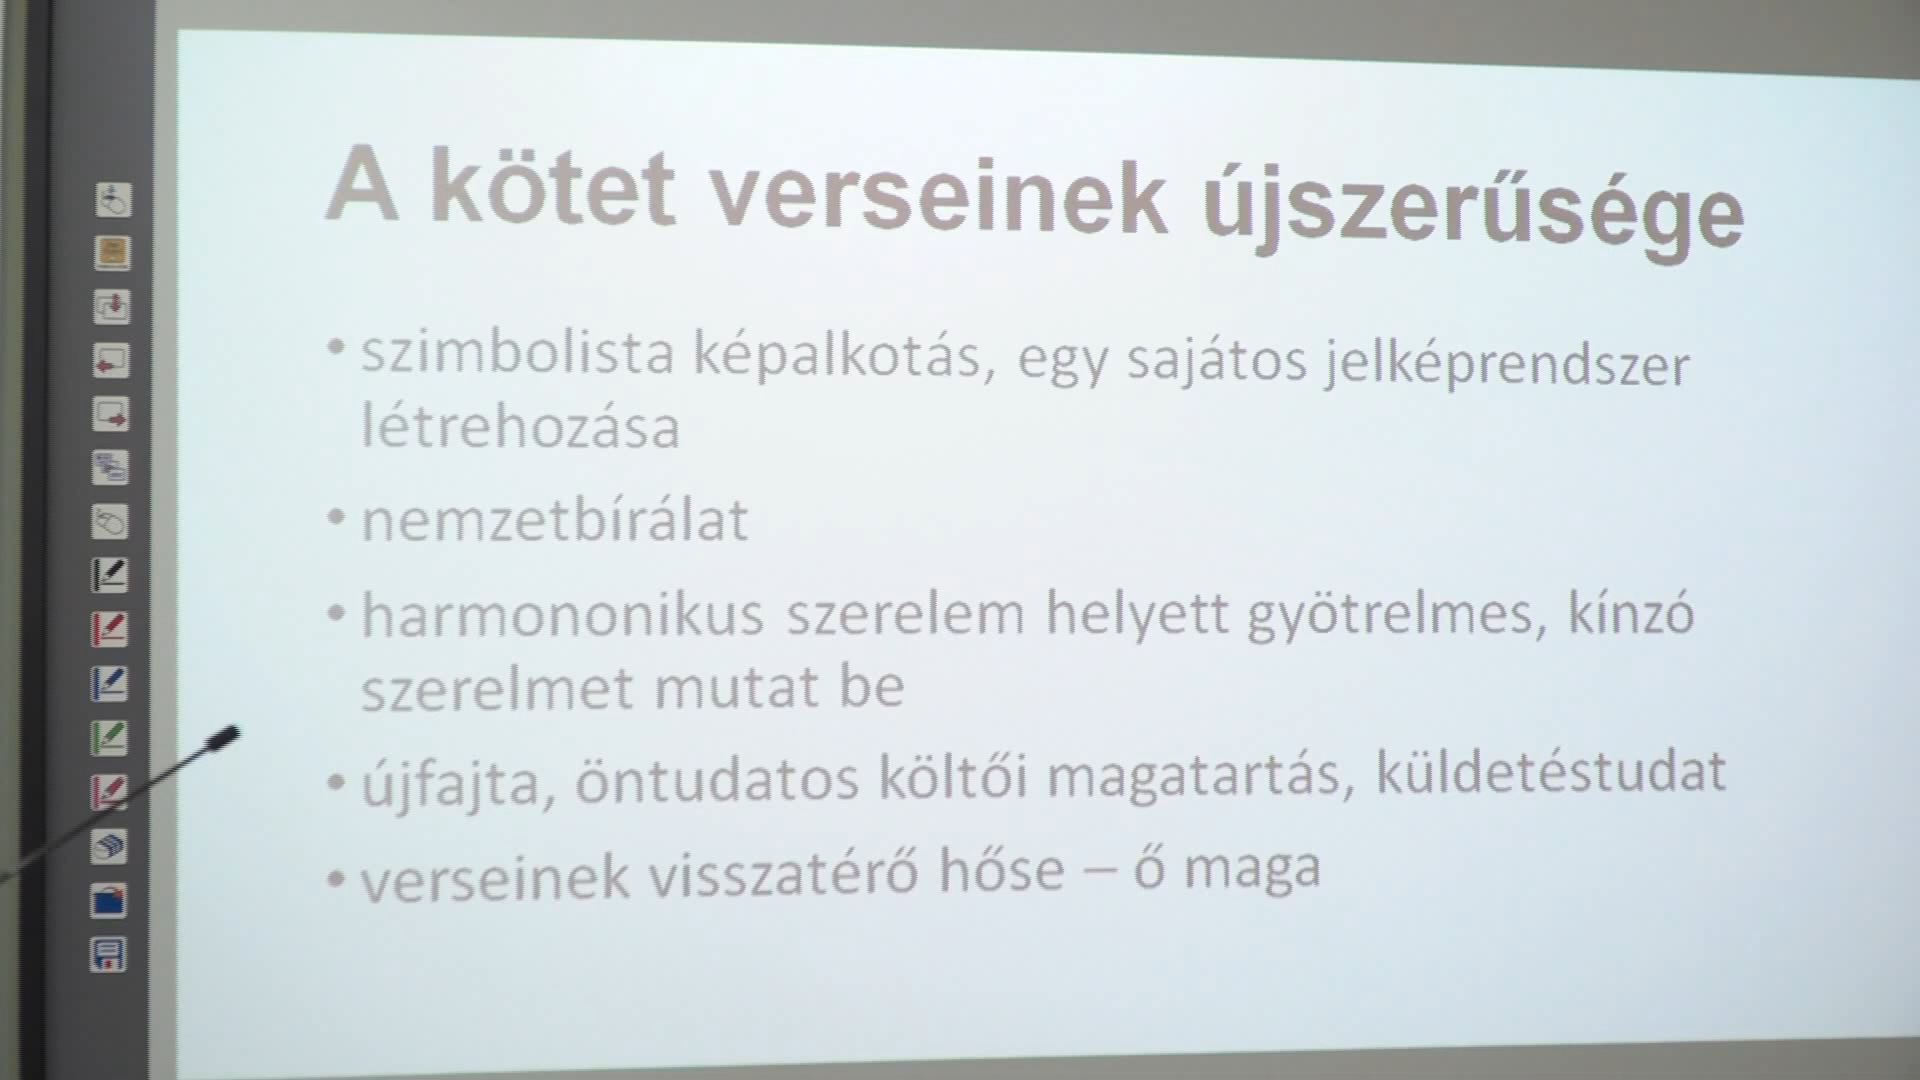 A kötet verseinek újszerűsége
• szimbolista képalkotás, egy sajátos jelképrendszer
létrehozása
• nemzetbírálat
• harmononikus szerelem helyett gyötrelmes, kínzó
szerelmet mutat be
• újfajta, öntudatos költői magatartás, küldetéstudat
• verseinek visszatérő hőse – ő maga